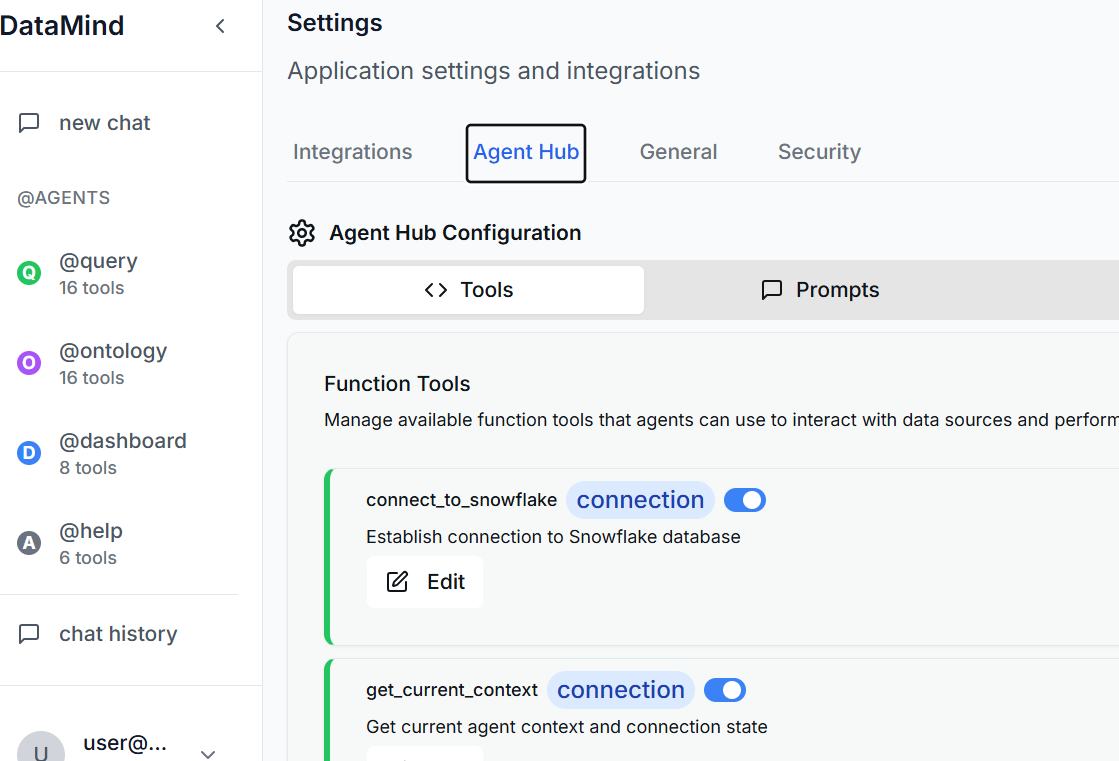 DataMind
new chat
@AGENTS
Q
@query
16 tools
O
@ontology
16 tools
D
@dashboard
8 tools
A
@help
6 tools
chat history
U
user@...
Settings
Application settings and integrations
Integrations
Agent Hub
General
Security
Agent Hub Configuration
Tools
Prompts
Function Tools
Manage available function tools that agents can use to interact with data sources and perform
connect_to_snowflake connection
Establish connection to Snowflake database
Edit
get_current_context connection
Get current agent context and connection state